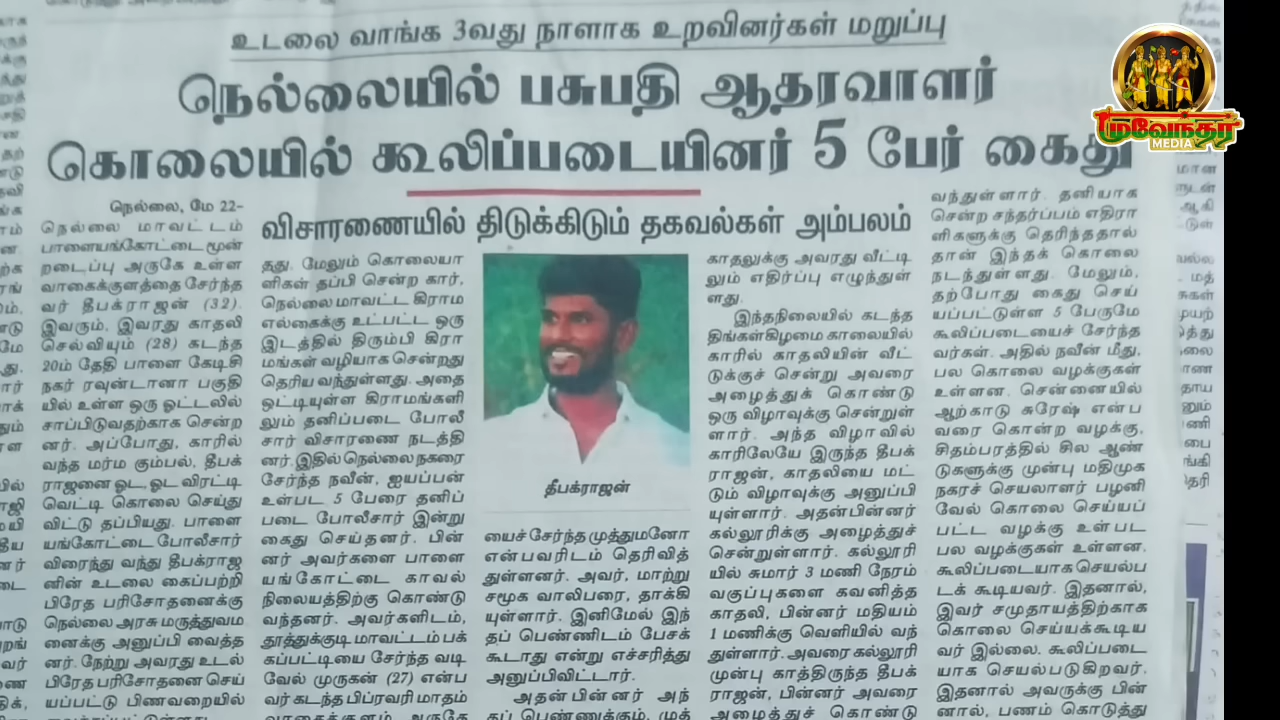 உடலை வாங்க 3வது நாளாக உறவினர்கள் மறுப்பு
நெல்லையில் பசுபதி ஆதரவாளர்
கொலையில் கூலிப்படையினர் 5 பேர் கைது
விசாரணையில் திடுக்கிடும் தகவல்கள் அம்பலம்
நெல்லை, மே 22-
நெல்லை மாவட்டம்
பாளையங்கோட்டை மூன்
றடைப்பு அருகே உள்ள
வாகைக்குளத்தை சேர்ந்த
வர் தீபக்ராஜன் (32).
இவரும், இவரது காதலி
செல்வியும் (28) கடந்த
20ம் தேதி பாளை கேடிசி
நகர் ரவுன்டானா பகுதி
யில் உள்ள ஒரு ஓட்டலில்
சாப்பிடுவதற்காக சென்ற
னர். அப்போது, காரில்
வந்த மர்ம கும்பல், தீபக்
ராஜனை ஓட, ஓட விரட்டி
வெட்டி கொலை செய்து
விட்டு தப்பியது. பாளை
யங்கோட்டை போலீசார்
விரைந்து வந்து தீபக்ராஜ
னின் உடலை கைப்பற்றி
பிரேத பரிசோதனைக்கு
நெல்லை அரசு மருத்துவம
னைக்கு அனுப்பி வைத்த
னர். நேற்று அவரது உடல்
பிரேத பரிசோதனை செய்
யப்பட்டு பிணவறையில்
தது. மேலும் கொலையா
ளிகள் தப்பி சென்ற கார்,
நெல்லை மாவட்ட கிராம
எல்கைக்கு உட்பட்ட ஒரு
இடத்தில் திரும்பி கிரா
மங்கள் வழியாக சென்றது
தெரிய வந்துள்ளது. அதை
ஒட்டியுள்ள கிராமங்களி
லும் தனிப்படை போலீ
சார் விசாரணை நடத்தி
னர். இதில் நெல்லை நகரை
சேர்ந்த நவீன், ஐயப்பன்
உள்பட 5 பேரை தனிப்
படை போலீசார் இன்று
கைது செய்தனர். பின்
னர் அவர்களை பாளை
யங்கோட்டை காவல்
நிலையத்திற்கு கொண்டு
வந்தனர். அவர்களிடம்,
தூத்துக்குடி மாவட்டம் பக்
கப்பட்டியை சேர்ந்த வடி
வேல் முருகன் (27) என்ப
வர் கடந்த பிப்ரவரி மாதம்
வாகைக்குளம் அருகே
தீபக்ராஜன்
யைச் சேர்ந்த முத்துமனோ
என்பவரிடம் தெரிவித்
துள்ளனர். அவர், மாற்று
சமூக வாலிபரை, தாக்கி
யுள்ளார். இனிமேல் இந்
தப் பெண்ணிடம் பேசக்
கூடாது என்று எச்சரித்து
அனுப்பிவிட்டார்.
அதன் பின்னர் அந்
தப் பெண்ணுக்கும், முத்
காதலுக்கு அவரது வீட்டி
லும் எதிர்ப்பு எழுந்துள்
ளது.
இந்தநிலையில் கடந்த
திங்கள்கிழமை காலையில்
காரில் காதலியின் வீட்
டுக்குச் சென்று அவரை
அழைத்துக் கொண்டு
ஒரு விழாவுக்கு சென்றுள்
ளார். அந்த விழாவில்
காரிலேயே இருந்த தீபக்
ராஜன், காதலியை மட்
டும் விழாவுக்கு அனுப்பி
யுள்ளார். அதன்பின்னர்
கல்லூரிக்கு அழைத்துச்
சென்றுள்ளார். கல்லூரி
யில் சுமார் 3 மணி நேரம்
வகுப்புகளை கவனித்த
காதலி, பின்னர் மதியம்
1 மணிக்கு வெளியில் வந்
துள்ளார். அவரை கல்லூரி
முன்பு காத்திருந்த தீபக்
ராஜன், பின்னர் அவரை
அழைத்துச் கொண்டு
வந்துள்ளார். தனியாக
சென்ற சந்தர்ப்பம் எதிரா
ளிகளுக்கு தெரிந்ததால்
தான் இந்தக் கொலை
நடந்துள்ளது. மேலும்,
தற்போது கைது செய்
யப்பட்டுள்ள 5 பேருமே
கூலிப்படையைச் சேர்ந்த
வர்கள். அதில் நவீன் மீது,
பல கொலை வழக்குகள்
உள்ளன. சென்னையில்
ஆற்காடு சுரேஷ் என்ப
வரை கொன்ற வழக்கு,
சிதம்பரத்தில் சில ஆண்
டுகளுக்கு முன்பு மதிமுக
நகரச் செயலாளர் பழனி
வேல் கொலை செய்யப்
பட்ட வழக்கு உள்பட
பல வழக்குகள் உள்ளன.
கூலிப்படையாக செயல்ப
டக் கூடியவர். இதனால்,
இவர் சமுதாயத்திற்காக
கொலை செய்யக்கூடிய
வர் இல்லை. கூலிப்படை
யாக செயல்படுகிறவர்.
இதனால் அவருக்கு பின்
னால், பணம் கொடுத்து
மூவேந்தர்
MEDIA